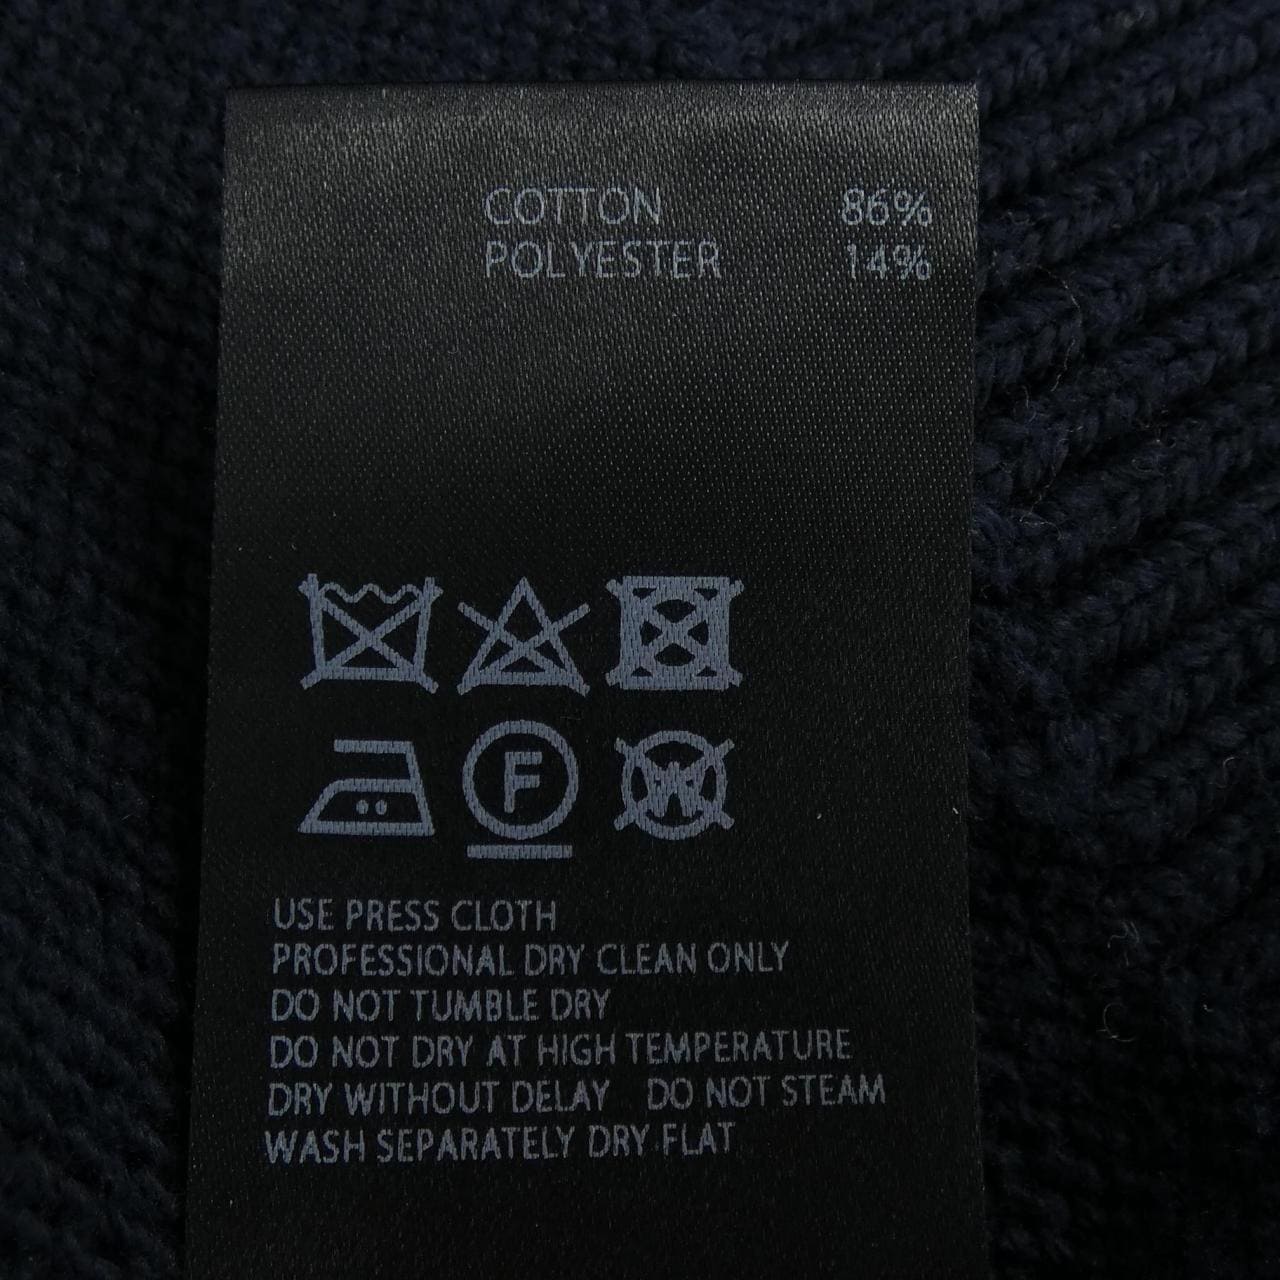 COTTON 86%
POLYESTER 14%
F W
USE PRESS CLOTH
PROFESSIONAL DRY CLEAN ONLY
DO NOT TUMBLE DRY
DO NOT DRY AT HIGH TEMPERATURE
DRY WITHOUT DELAY DO NOT STEAM
WASH SEPARATELY DRY FLAT